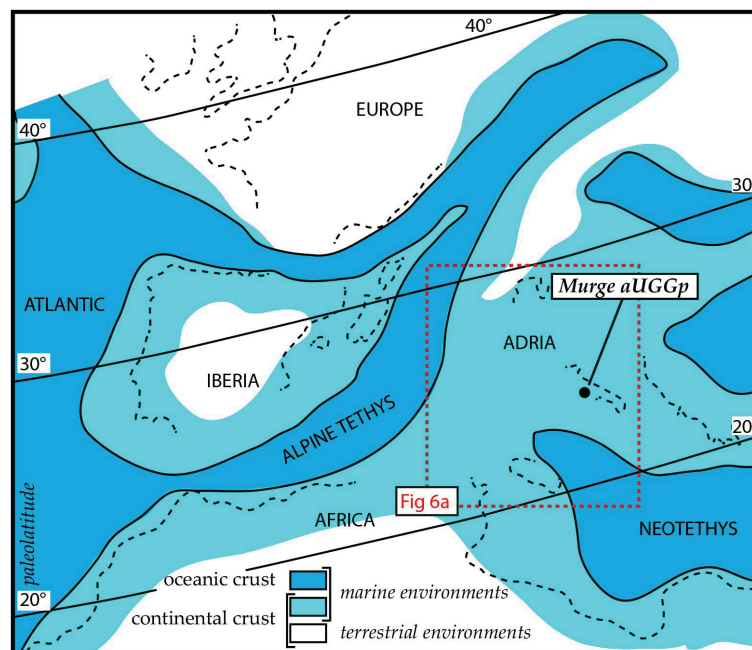 40°
EUROPE
40°
30°
Murge aUGGp
ATLANTIC
ADRIA
30°
IBERIA
ALPINE TETHYS
20°
Fig 6a
AFRICA
NEOTETHYS
paleolatitude
20°
oceanic crust
marine environments
continental crust
terrestrial environments